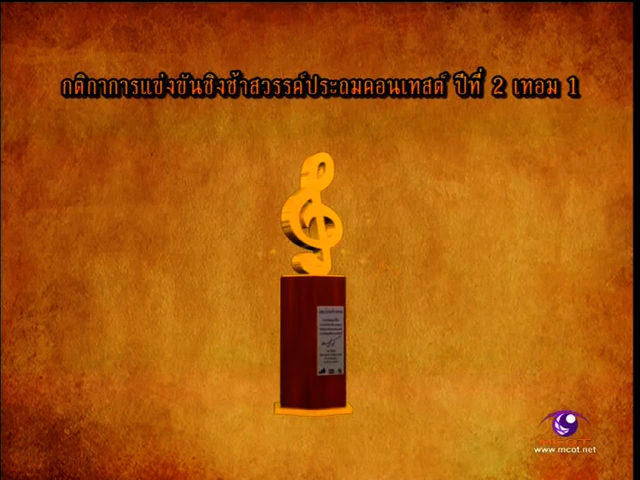 กติกาการแข่งขันชิงช้าสวรรค์ประถมคอนเทสต์ ปีที่ 2 เทอม 1
MCOT
www.mcot.net